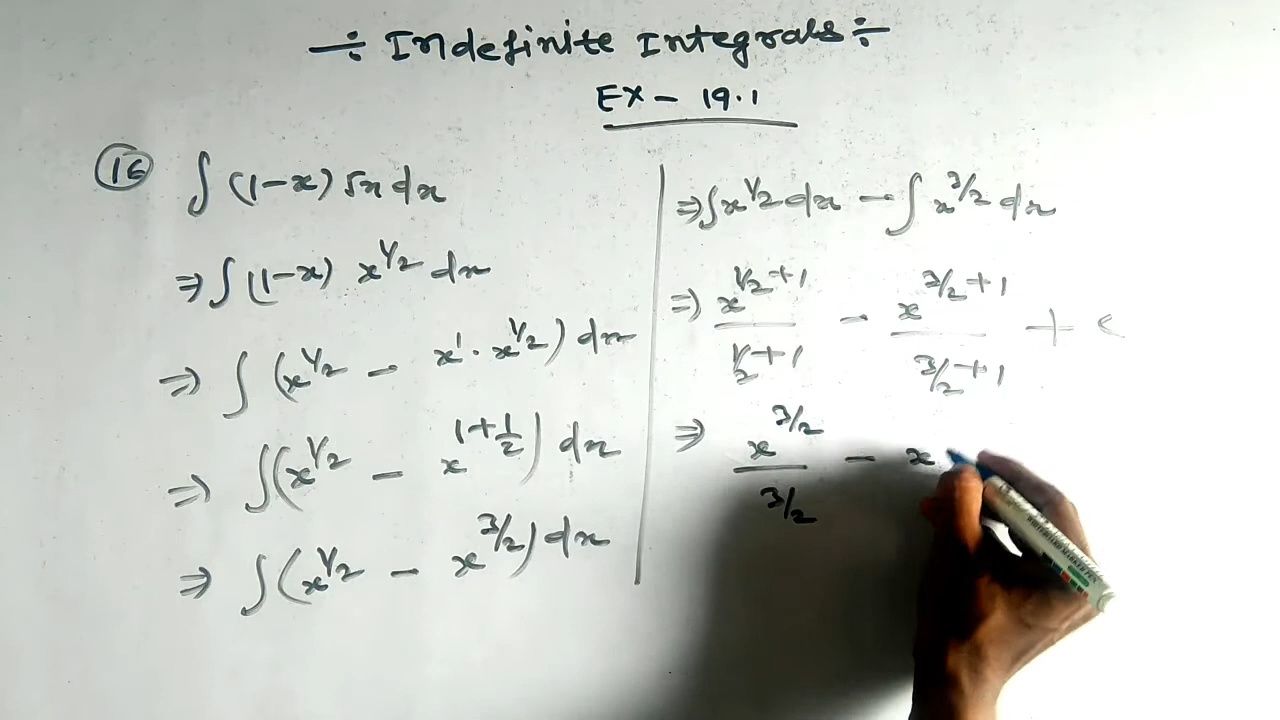 ÷ Indefinite Integrals ÷
EX - 19.1
(16) ∫ (1-x) √x dx
⇒ ∫ (1-x) x^1/2 dx
⇒ ∫ (x^1/2 - x^1 · x^1/2) dx
⇒ ∫ (x^1/2 - x^(1+1/2)) dx
⇒ ∫ (x^1/2 - x^3/2) dx
⇒ ∫ x^1/2 dx - ∫ x^3/2 dx
⇒ x^(1/2+1) / (1/2+1) - x^(3/2+1) / (3/2+1) + c
⇒ x^3/2 / 3/2 - x